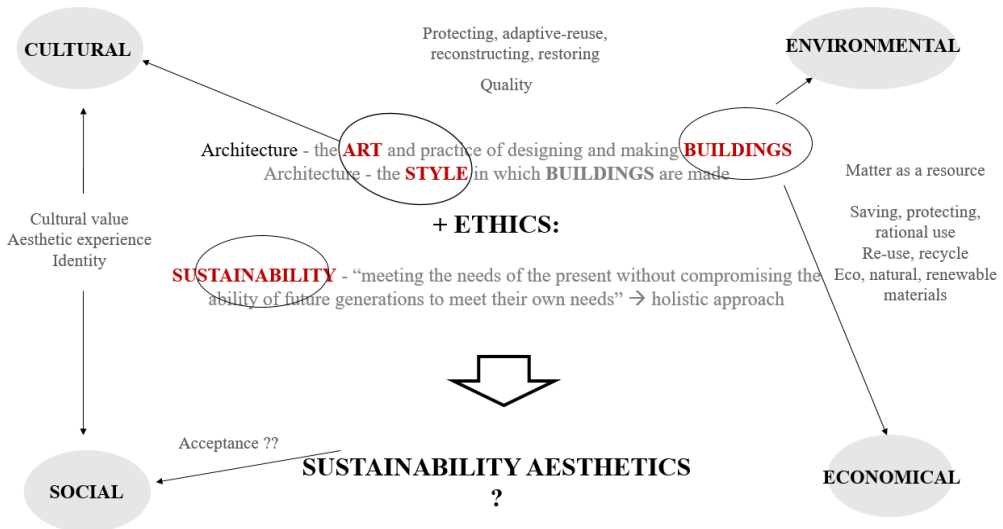 CULTURAL
Protecting, adaptive-reuse,
reconstructing, restoring
Quality
ENVIRONMENTAL
Architecture - the ART and practice of designing and making BUILDINGS
Architecture - the STYLE in which BUILDINGS are made
Matter as a resource
Saving, protecting,
rational use
Re-use, recycle
Eco, natural, renewable
materials
Cultural value
Aesthetic experience
Identity
+ ETHICS:
SUSTAINABILITY - “meeting the needs of the present without compromising the
ability of future generations to meet their own needs” → holistic approach
Acceptance ??
SUSTAINABILITY AESTHETICS
?
SOCIAL
ECONOMICAL